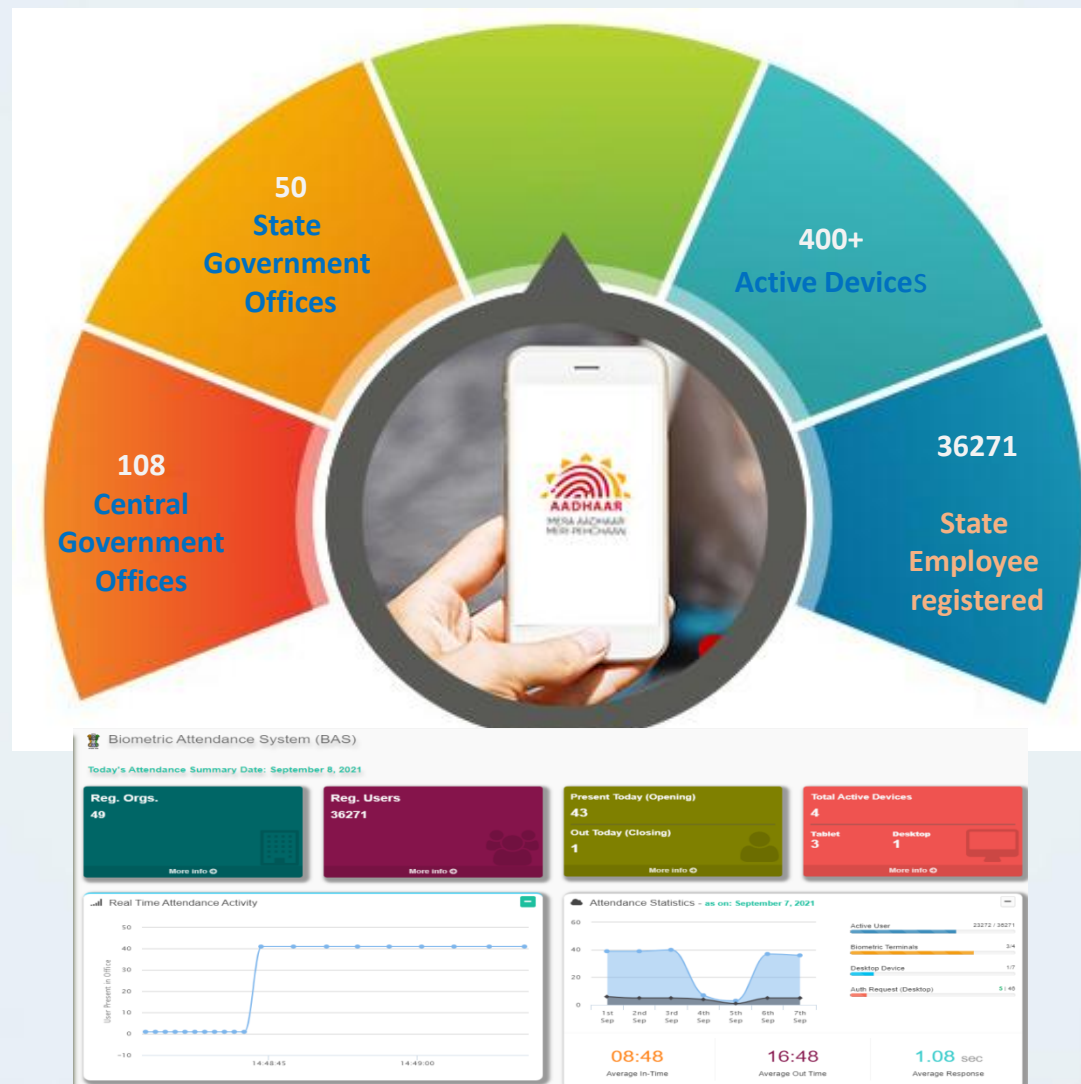 50
State
Government
Offices
400+
Active Devices
108
Central
Government
Offices
36271
State
Employee
registered
AADHAAR
MERA AADHAAR
MERI PEHCHAAN
Biometric Attendance System (BAS)
Today's Attendance Summary Date: September 8, 2021
Reg. Orgs.
49
More info
Reg. Users
36271
More info
Present Today (Opening)
43
Out Today (Closing)
1
More info
Total Active Devices
4
Tablet Desktop
3 1
More info
Real Time Attendance Activity
User Present in Office
50
40
30
20
10
0
-10
14:48:45 14:49:00
Attendance Statistics - as on: September 7, 2021
60
40
20
0
1st Sep 2nd Sep 3rd Sep 4th Sep 5th Sep 6th Sep 7th Sep
Active User 23272 / 36271
Biometric Terminals 3/4
Desktop Device 1/7
Auth Request (Desktop) 5 / 45
08:48
Average In-Time
16:48
Average Out Time
1.08 sec
Average Response